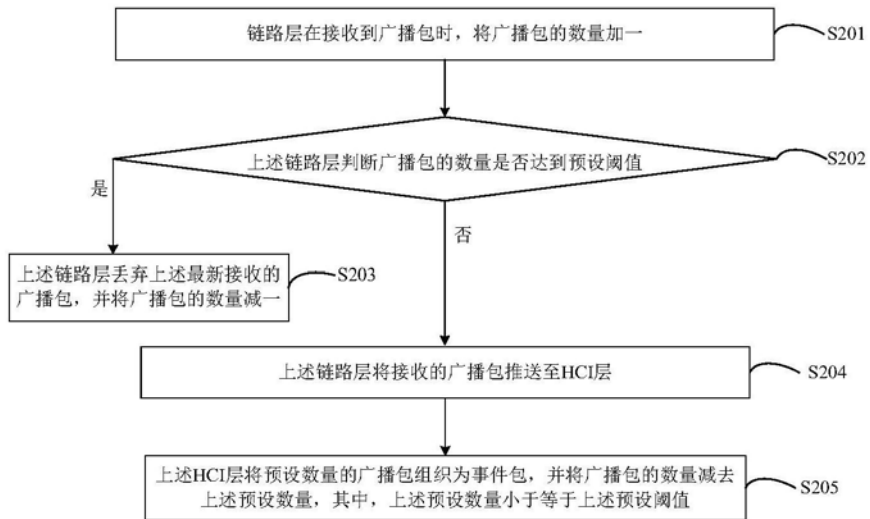 链路层在接收到广播包时，将广播包的数量加一
S201
上述链路层判断广播包的数量是否达到预设阈值
S202
是
否
上述链路层丢弃上述最新接收的
广播包，并将广播包的数量减一
S203
上述链路层将接收的广播包推送至HCI层
S204
上述HCI层将预设数量的广播包组织为事件包，并将广播包的数量减去
上述预设数量，其中，上述预设数量小于等于上述预设阈值
S205